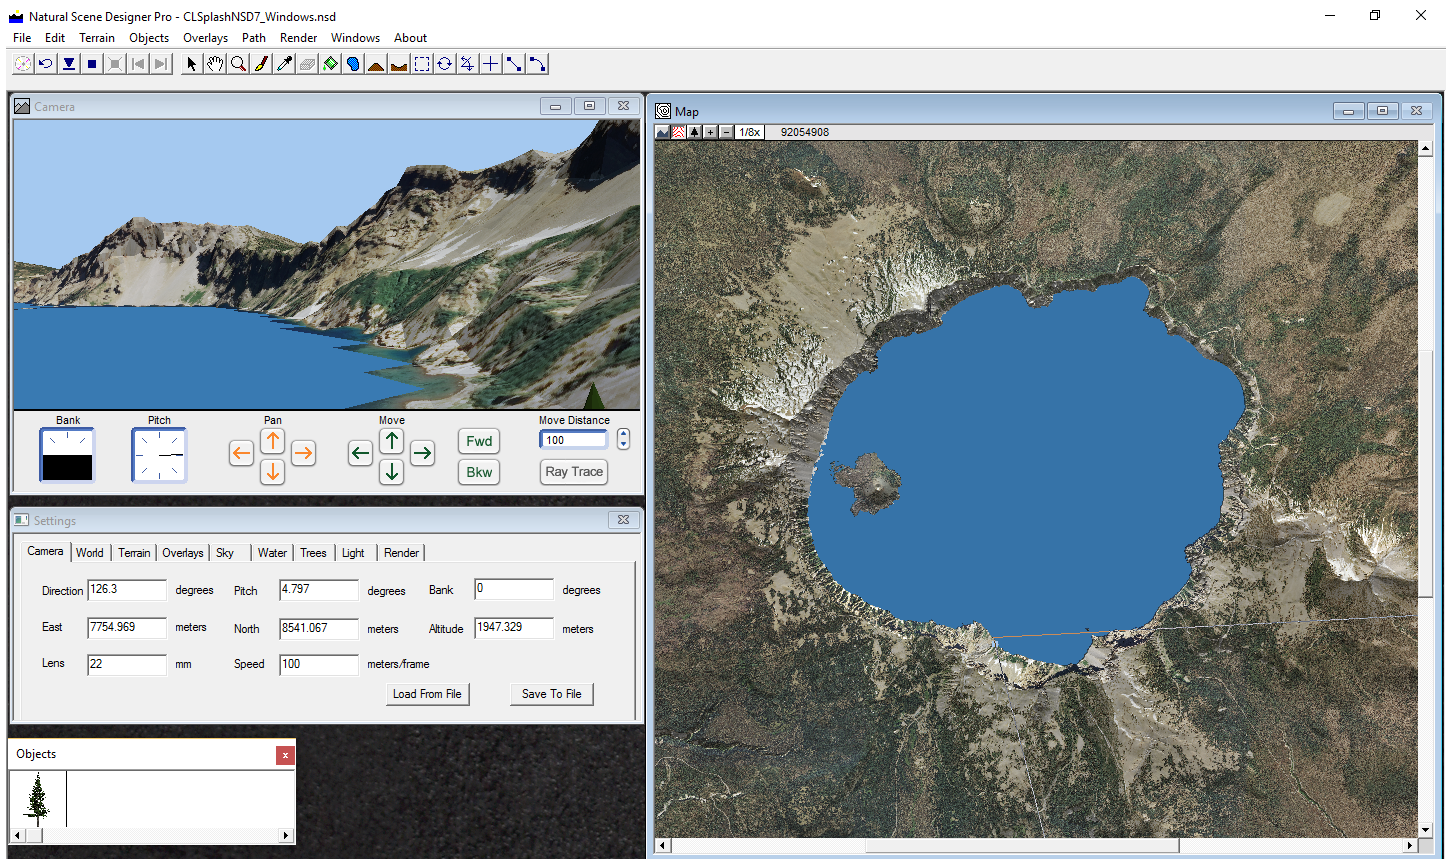 Natural Scene Designer Pro - CLSplashNSD7_Windows.nsd
File Edit Terrain Objects Overlays Path Render Windows About
Camera
Bank Pitch Pan Move Move Distance
100
Fwd
Bkw
Ray Trace
Settings
Camera World Terrain Overlays Sky Water Trees Light Render
Direction 126.3 degrees Pitch 4.797 degrees Bank 0 degrees
East 7754.969 meters North 8541.067 meters Altitude 1947.329 meters
Lens 22 mm Speed 100 meters/frame
Load From File Save To File
Objects x
Map
+ − 1/8x 92054908